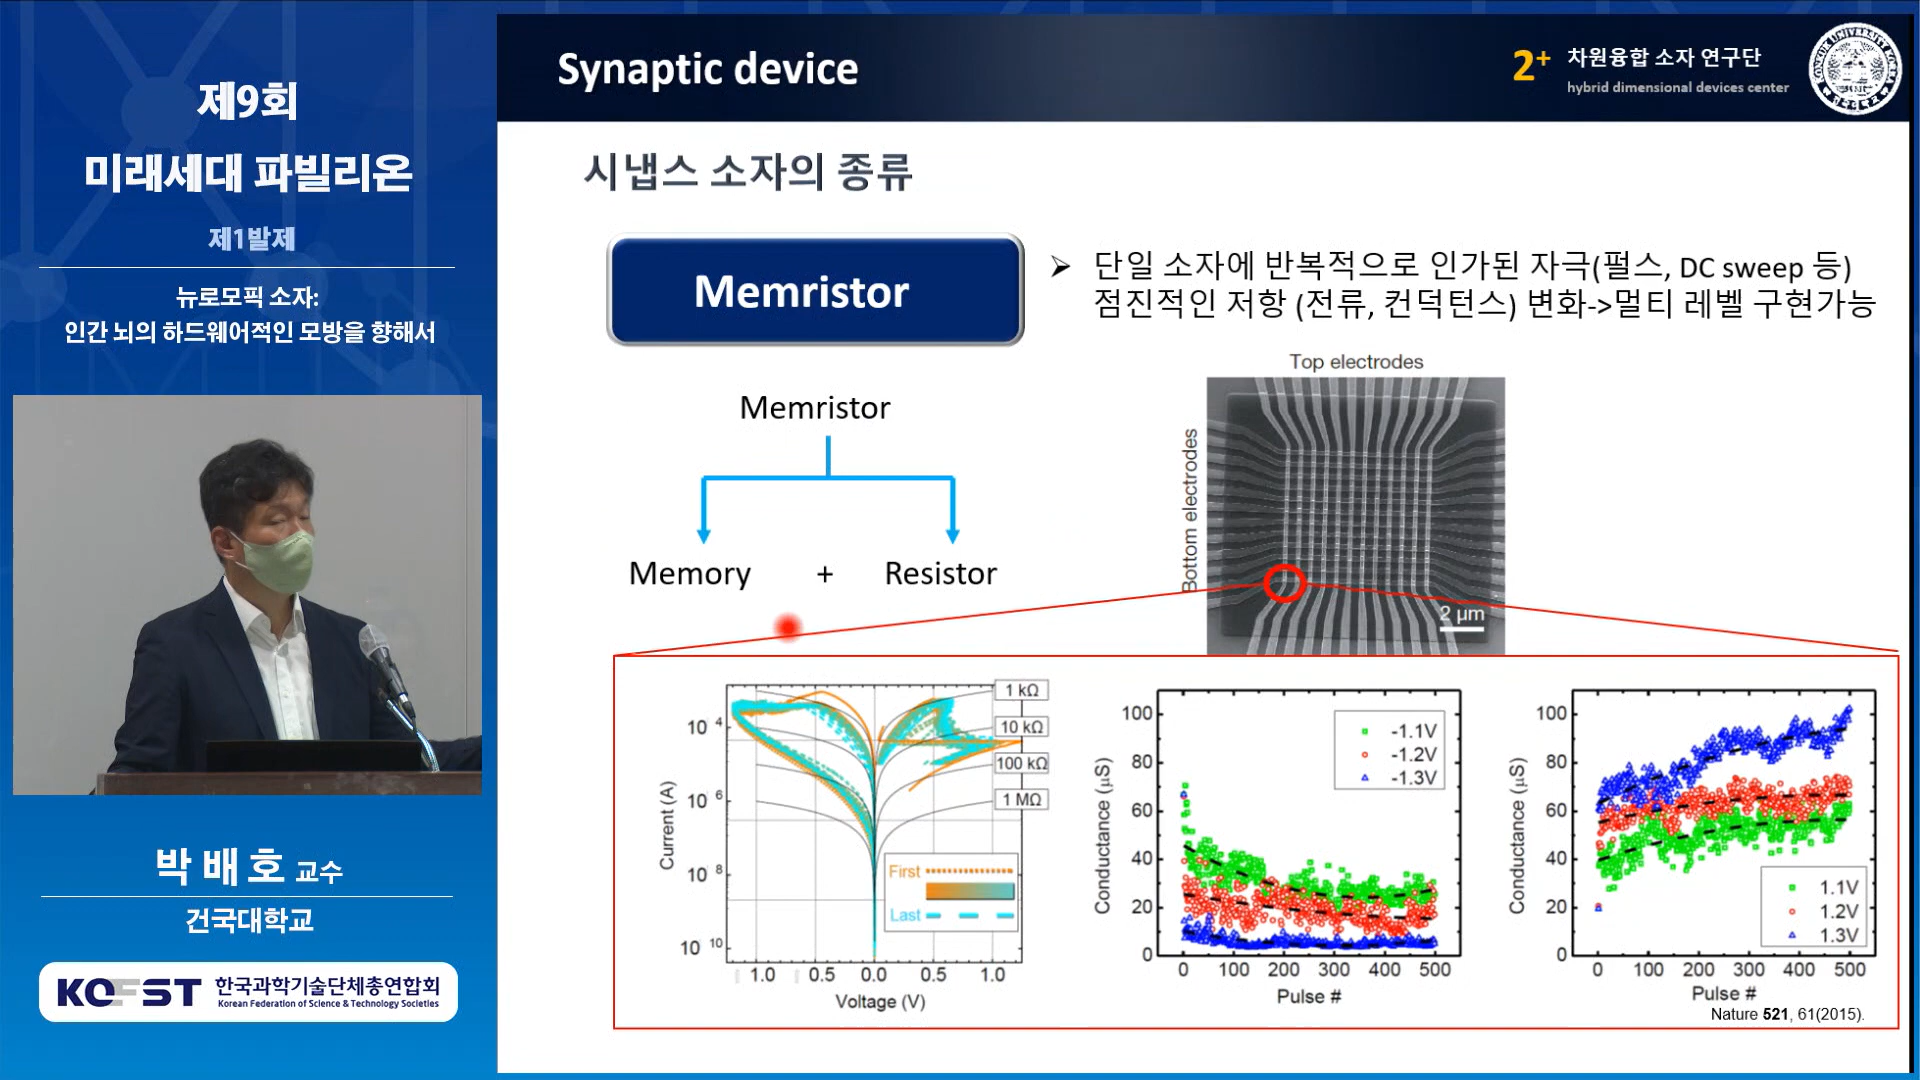 제9회
미래세대 파빌리온
제1발제
뉴로모픽 소자:
인간 뇌의 하드웨어적인 모방을 향해서
박배호 교수
건국대학교
KOFST 한국과학기술단체총연합회
Korean Federation of Science & Technology Societies
Synaptic device
2+ 차원융합 소자 연구단
hybrid dimensional devices center
시냅스 소자의 종류
Memristor
➢ 단일 소자에 반복적으로 인가된 자극(펄스, DC sweep 등)
점진적인 저항 (전류, 컨덕턴스) 변화->멀티 레벨 구현가능
Memristor
Memory + Resistor
Top electrodes
Bottom electrodes
2 μm
1 kΩ
10 kΩ
100 kΩ
1 MΩ
10 4
10 6
10 8
10 10
Current (A)
First
Last
1.0 0.5 0.0 0.5 1.0
Voltage (V)
100
80
60
40
20
0
Conductance (μS)
-1.1V
-1.2V
-1.3V
0 100 200 300 400 500
Pulse #
100
80
60
40
20
0
Conductance (μS)
1.1V
1.2V
1.3V
0 100 200 300 400 500
Pulse #
Nature 521, 61(2015).